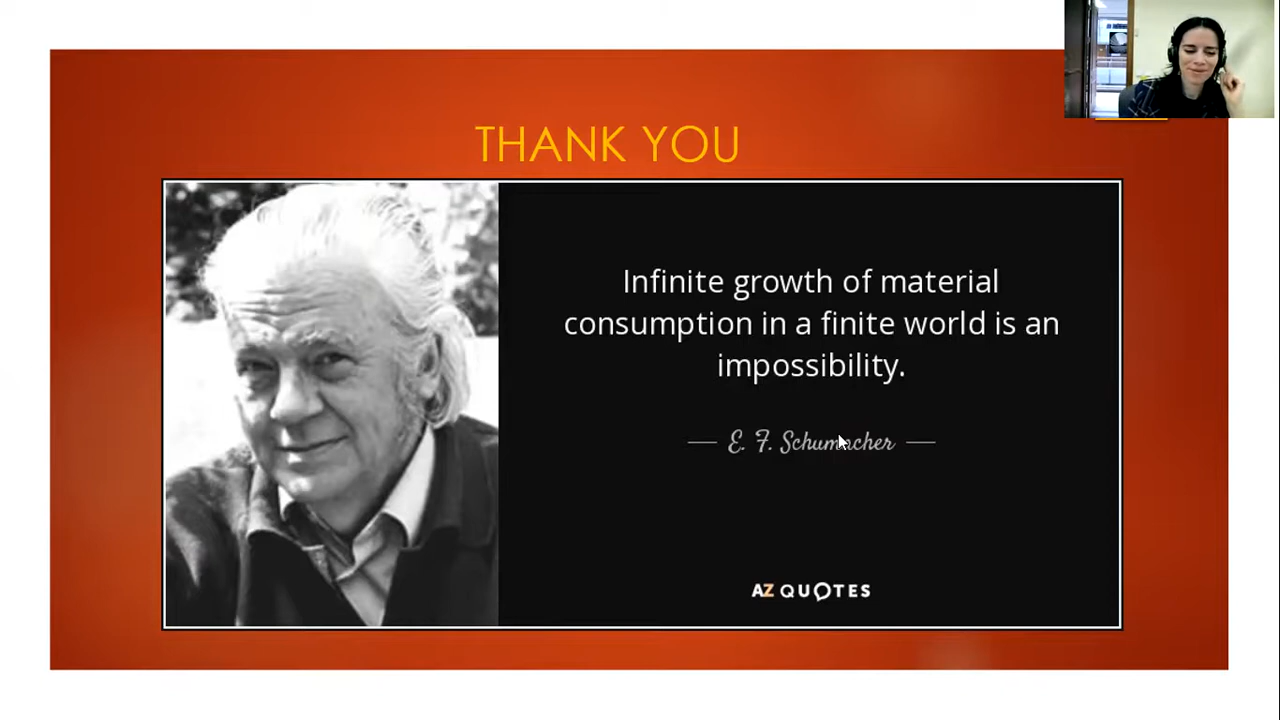 THANK YOU
Infinite growth of material
consumption in a finite world is an
impossibility.
E. F. Schumacher
AZ QUOTES